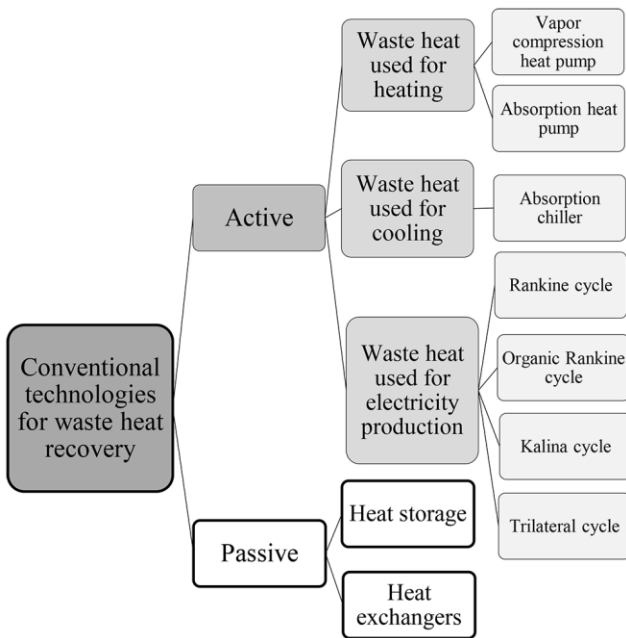 Conventional
technologies
for waste heat
recovery
Active
Waste heat
used for
heating
Vapor
compression
heat pump
Absorption heat
pump
Waste heat
used for
cooling
Absorption
chiller
Waste heat
used for
electricity
production
Rankine cycle
Organic Rankine
cycle
Kalina cycle
Trilateral cycle
Passive
Heat storage
Heat
exchangers